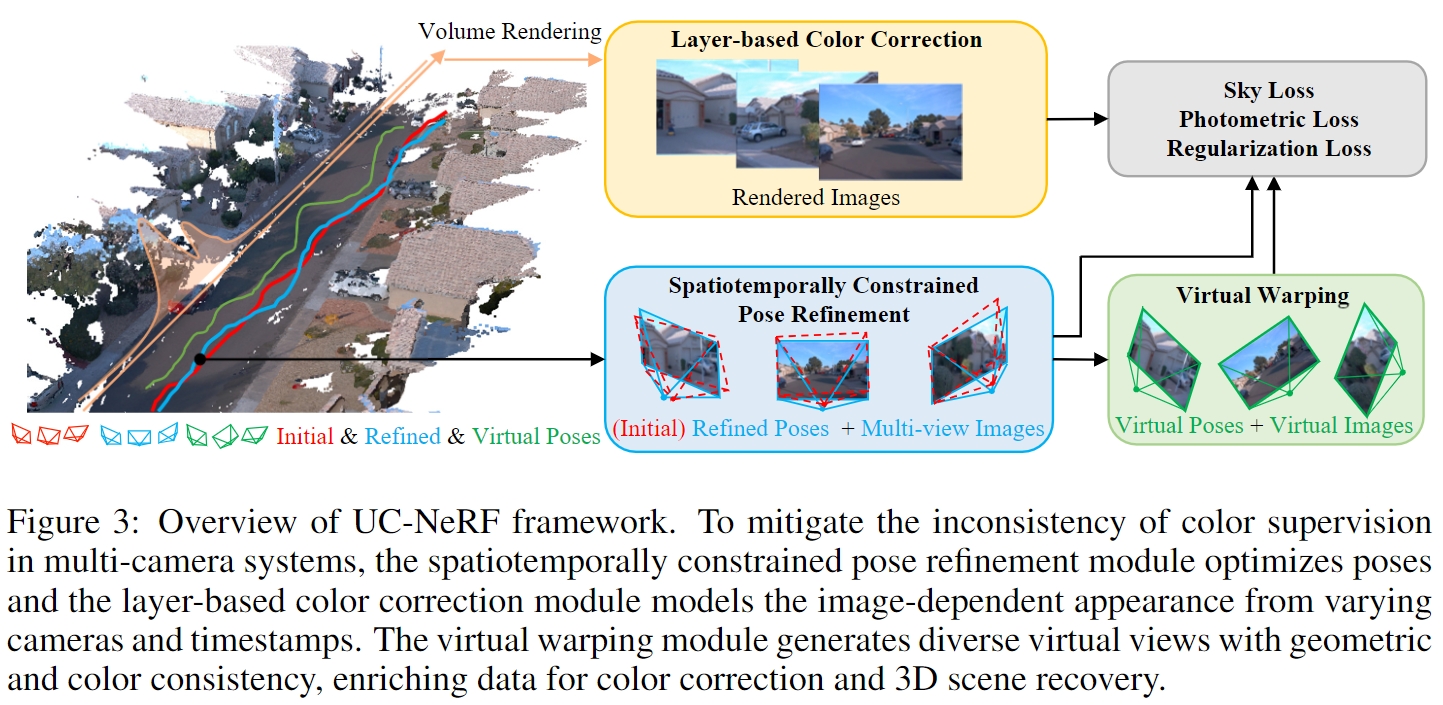 Volume Rendering
Layer-based Color Correction
Rendered Images
Sky Loss
Photometric Loss
Regularization Loss
Spatiotemporally Constrained
Pose Refinement
(Initial) Refined Poses + Multi-view Images
Virtual Warping
Virtual Poses + Virtual Images
Initial & Refined & Virtual Poses
Figure 3: Overview of UC-NeRF framework. To mitigate the inconsistency of color supervision
in multi-camera systems, the spatiotemporally constrained pose refinement module optimizes poses
and the layer-based color correction module models the image-dependent appearance from varying
cameras and timestamps. The virtual warping module generates diverse virtual views with geometric
and color consistency, enriching data for color correction and 3D scene recovery.